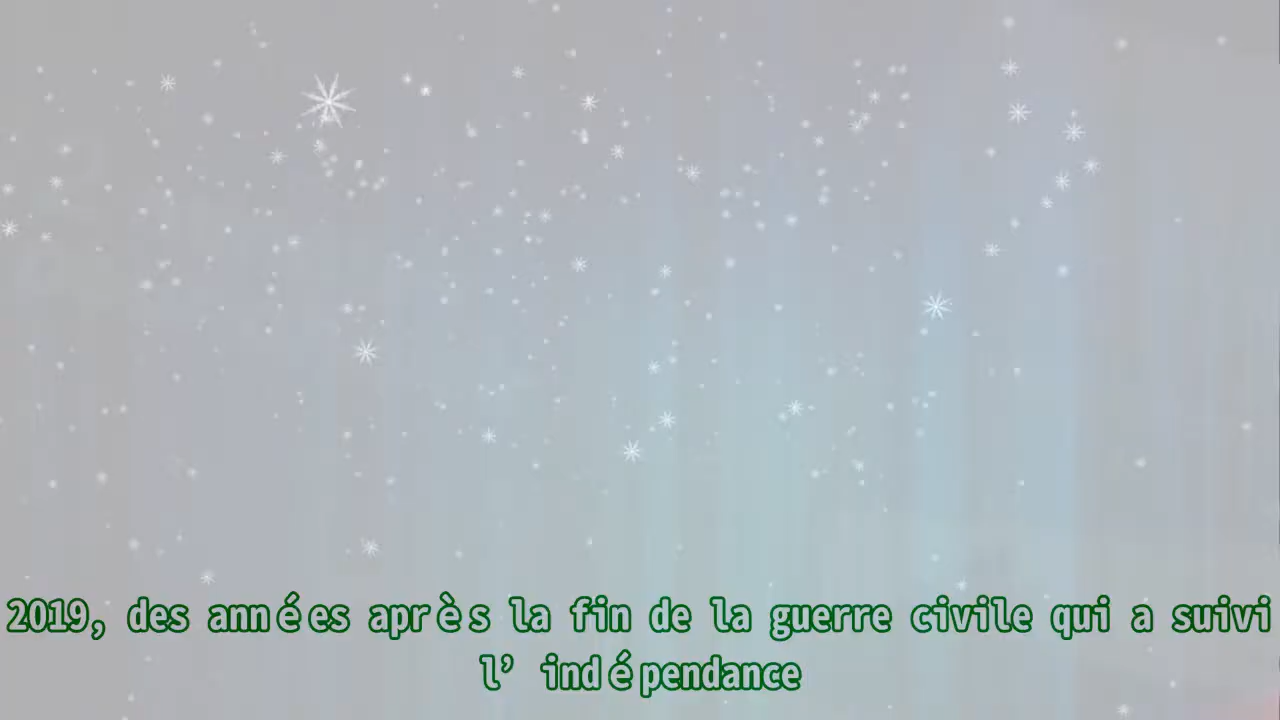 2019, des années après la fin de la guerre civile qui a suivi
l’ indépendance